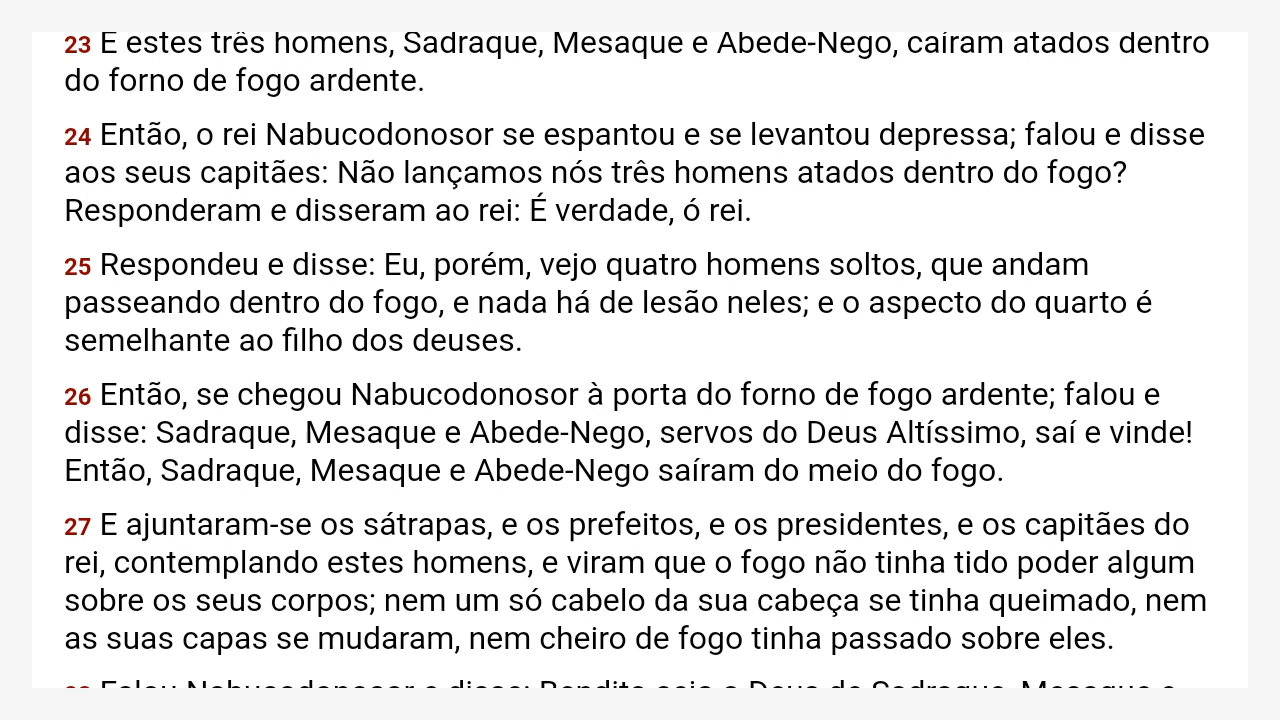 23 E estes três homens, Sadraque, Mesaque e Abede-Nego, caíram atados dentro
do forno de fogo ardente.
24 Então, o rei Nabucodonosor se espantou e se levantou depressa; falou e disse
aos seus capitães: Não lançamos nós três homens atados dentro do fogo?
Responderam e disseram ao rei: É verdade, ó rei.
25 Respondeu e disse: Eu, porém, vejo quatro homens soltos, que andam
passeando dentro do fogo, e nada há de lesão neles; e o aspecto do quarto é
semelhante ao filho dos deuses.
26 Então, se chegou Nabucodonosor à porta do forno de fogo ardente; falou e
disse: Sadraque, Mesaque e Abede-Nego, servos do Deus Altíssimo, saí e vinde!
Então, Sadraque, Mesaque e Abede-Nego saíram do meio do fogo.
27 E ajuntaram-se os sátrapas, e os prefeitos, e os presidentes, e os capitães do
rei, contemplando estes homens, e viram que o fogo não tinha tido poder algum
sobre os seus corpos; nem um só cabelo da sua cabeça se tinha queimado, nem
as suas capas se mudaram, nem cheiro de fogo tinha passado sobre eles.